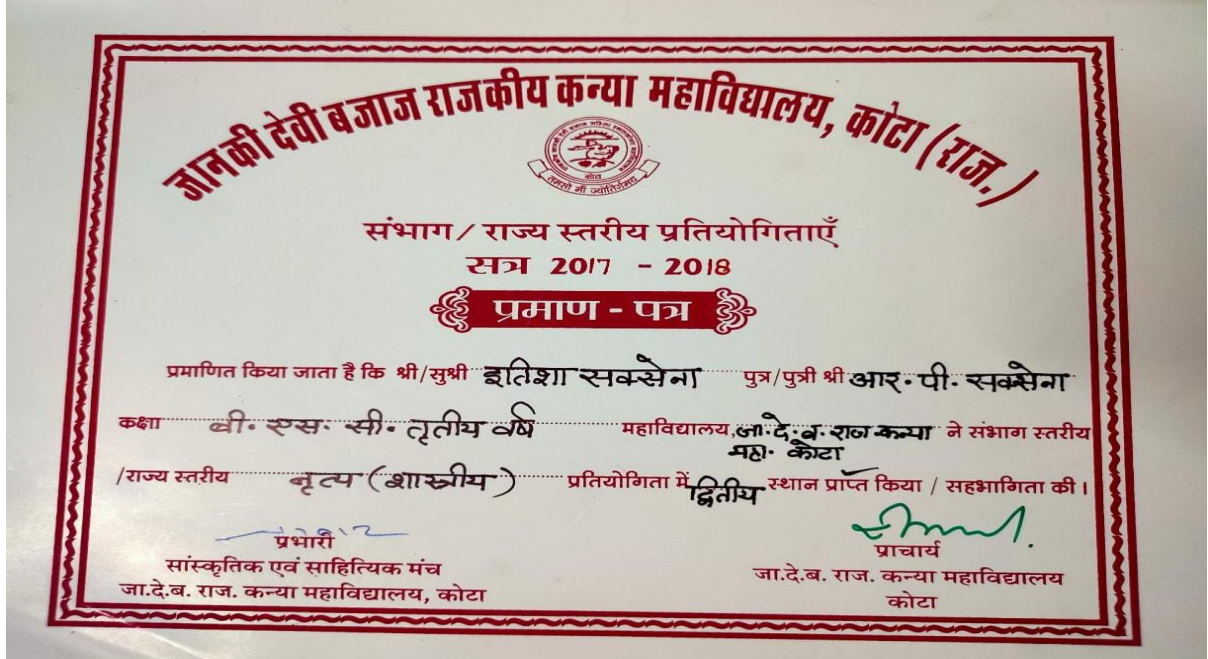 जानकी देवी बजाज राजकीय कन्या महाविद्यालय, कोटा (राज.)
कोटा
तमसो मा ज्योतिर्गमय
संभाग / राज्य स्तरीय प्रतियोगिताएँ
सत्र 2017 - 2018
प्रमाण - पत्र
प्रमाणित किया जाता है कि श्री/सुश्री इतिशा सक्सेना पुत्र/पुत्री श्री आर. पी. सक्सेना
कक्षा बी. एस. सी. तृतीय वर्ष महाविद्यालय, जा. दे. ब. राज कन्या ने संभाग स्तरीय
महा. कोटा
/राज्य स्तरीय नृत्य (शास्त्रीय) प्रतियोगिता में द्वितीय स्थान प्राप्त किया / सहभागिता की।
प्रभारी
सांस्कृतिक एवं साहित्यिक मंच
जा.दे.ब. राज. कन्या महाविद्यालय, कोटा
प्राचार्य
जा.दे.ब. राज. कन्या महाविद्यालय
कोटा